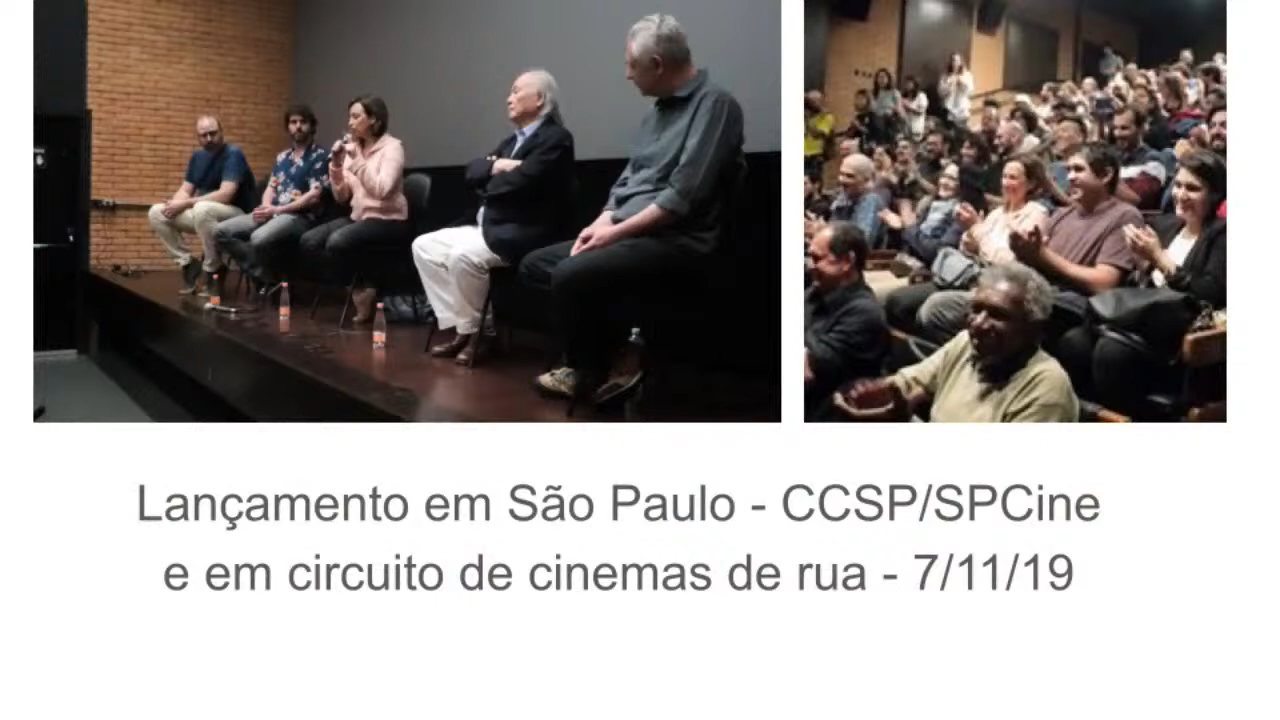 Lançamento em São Paulo - CCSP/SPCine
e em circuito de cinemas de rua - 7/11/19